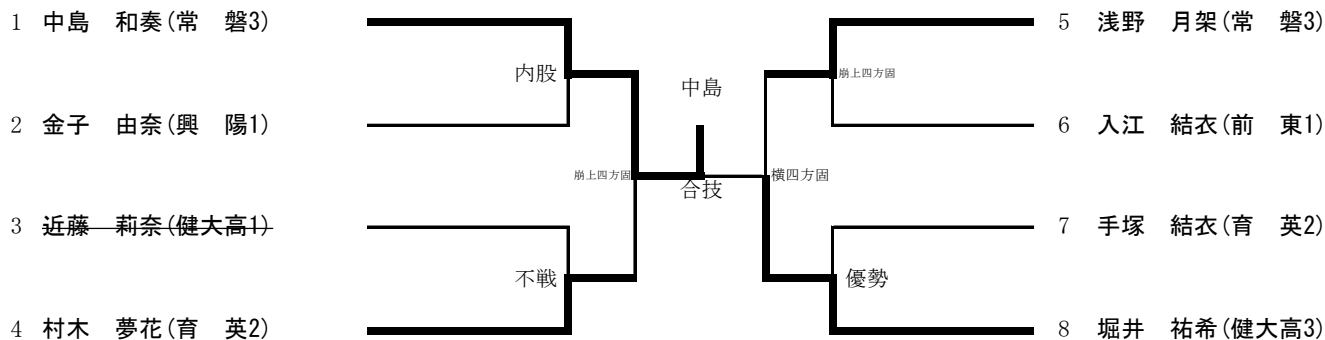 1 中島 和奏(常 磐3)
5 浅野 月架(常 磐3)
内股
崩上四方固
中島
2 金子 由奈(興 陽1)
6 入江 結衣(前 東1)
崩上四方固
横四方固
合技
3 近藤 莉奈(健大高1)
7 手塚 結衣(育 英2)
不戦
優勢
4 村木 夢花(育 英2)
8 堀井 祐希(健大高3)